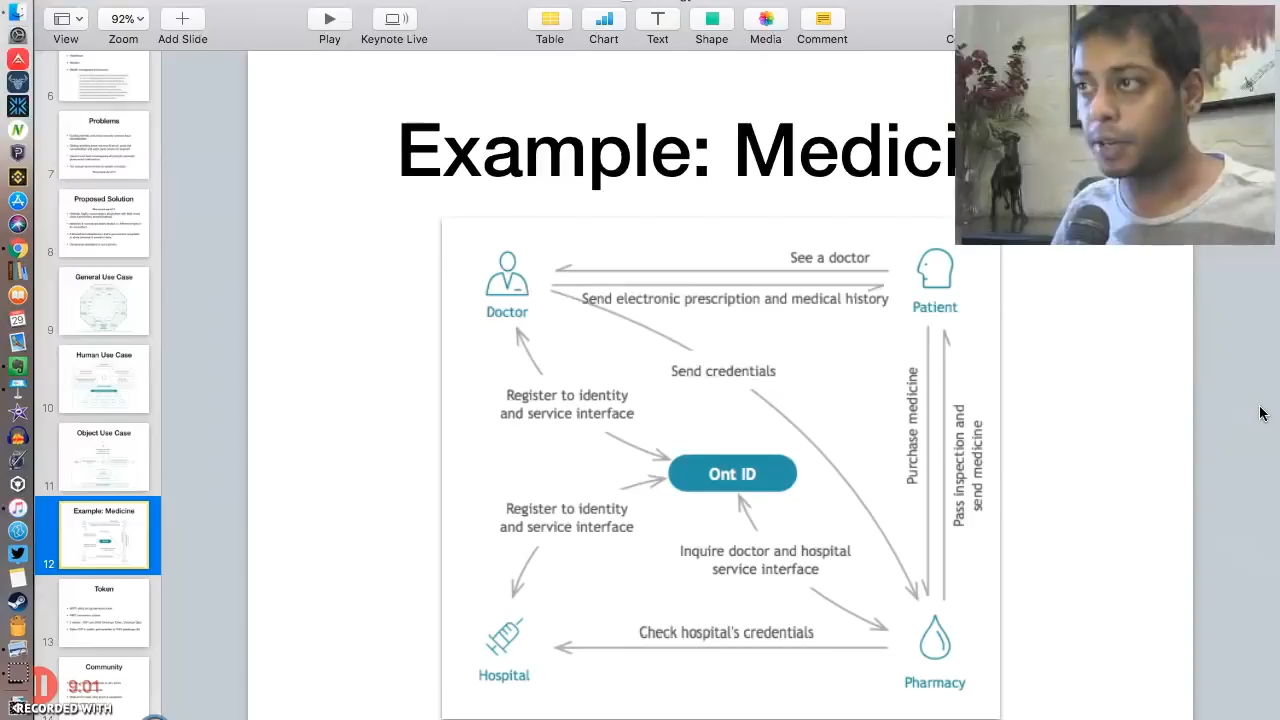 92%
View
Zoom
Add Slide
Play
Keynote Live
Table
Chart
Text
Shape
Media
Comment
C
6
Problems
Proposed Solution
General Use Case
9
Human Use Case
10
Object Use Case
11
Example: Medicine
12
Token
Community
9:01
RECORDED WITH
29
Example: Medici
See a doctor
Send electronic prescription and medical history
Doctor
Patient
Send credentials
Register to identity
and service interface
Purchase medicine
Pass inspection and
send medicine
Ont ID
Register to identity
and service interface
Inquire doctor and hospital
service interface
Check hospital's credentials
Hospital
Pharmacy